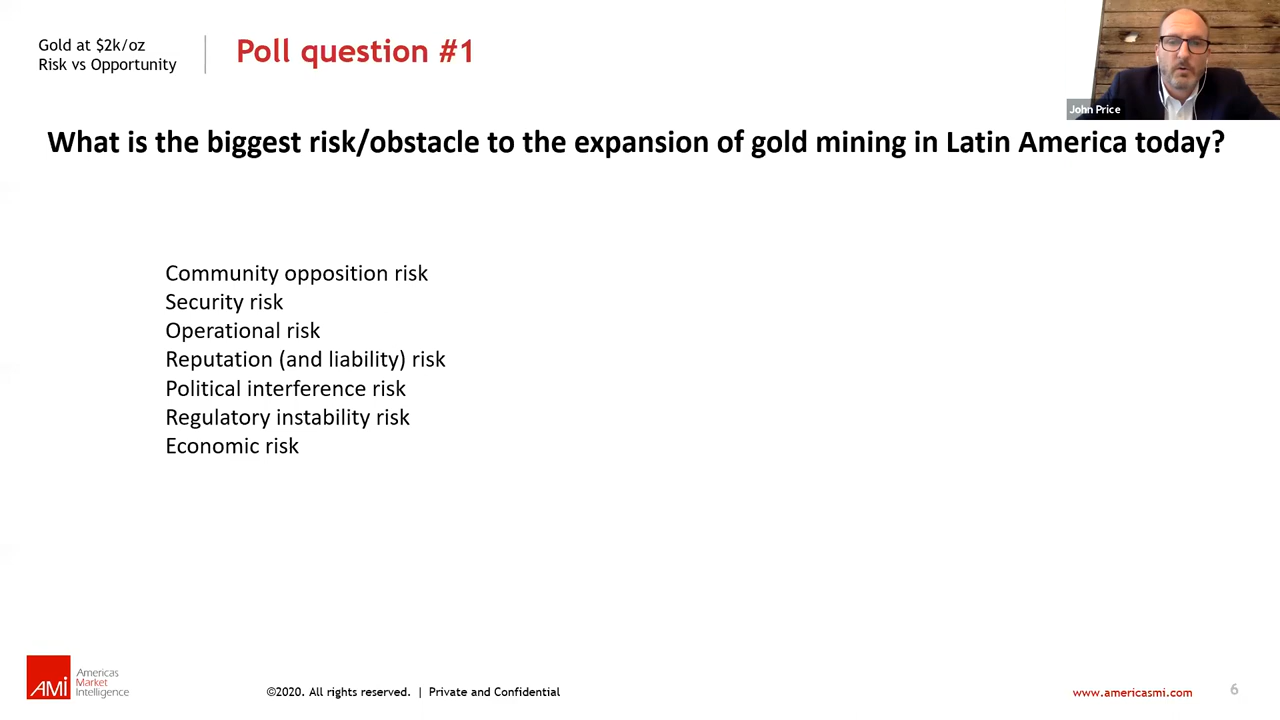 Gold at $2k/oz
Risk vs Opportunity
Poll question #1
John Price
What is the biggest risk/obstacle to the expansion of gold mining in Latin America today?
Community opposition risk
Security risk
Operational risk
Reputation (and liability) risk
Political interference risk
Regulatory instability risk
Economic risk
AMi
Americas
Market
Intelligence
©2020. All rights reserved. | Private and Confidential
www.americasmi.com
6